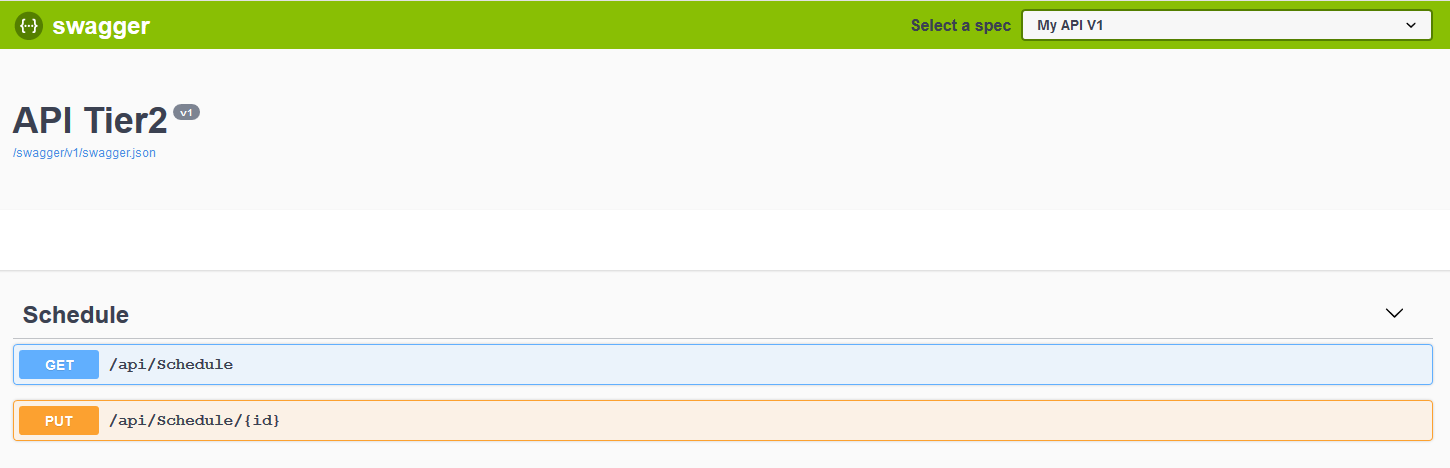 {···} swagger Select a spec My API V1
API Tier2 v1
/swagger/v1/swagger.json
Schedule
GET /api/Schedule
PUT /api/Schedule/{id}